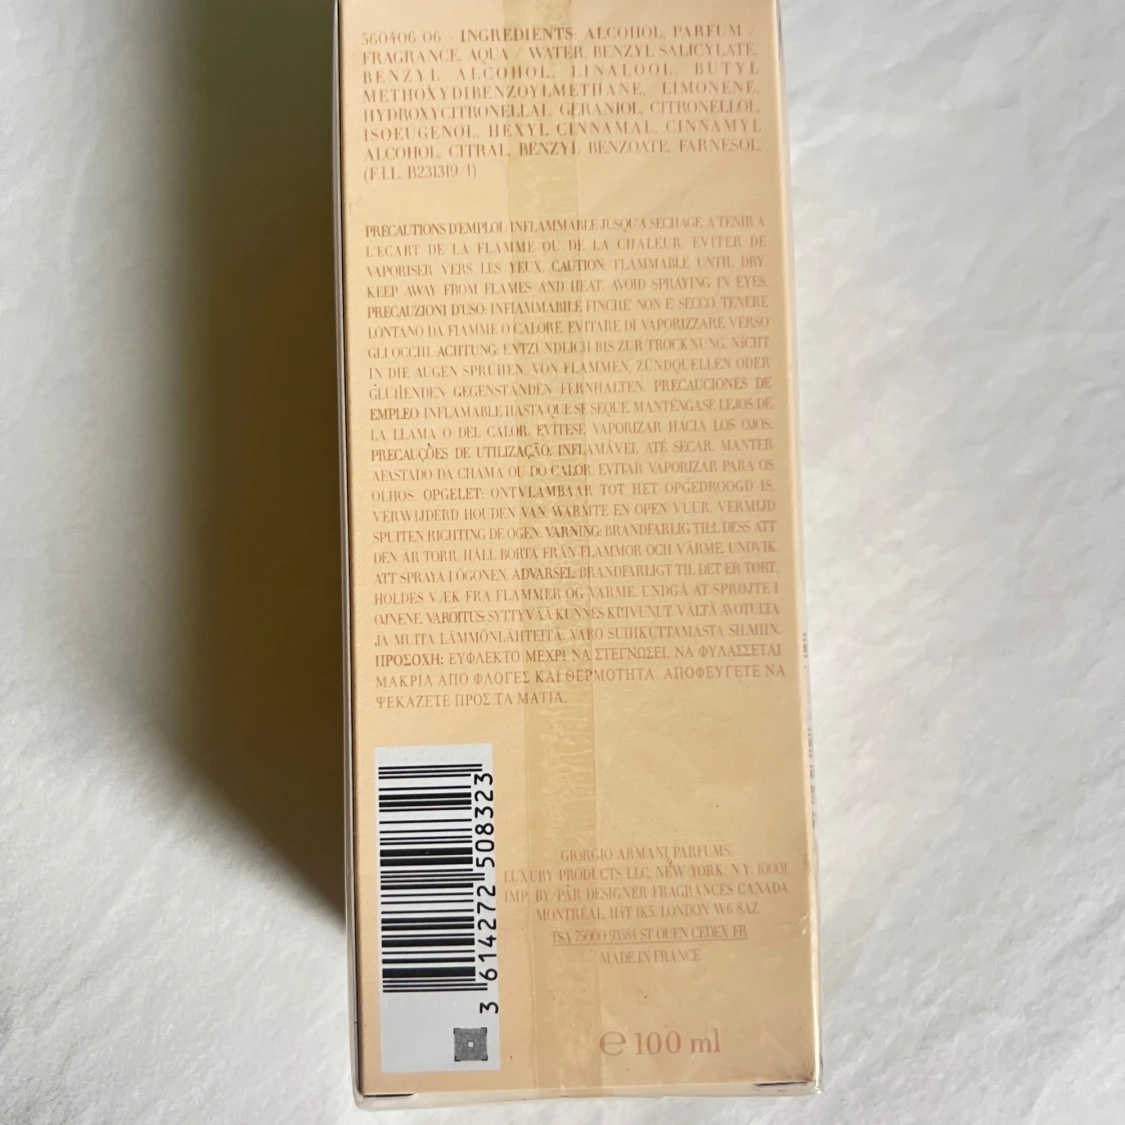 560406 06 - INGREDIENTS: ALCOHOL, PARFUM /
FRAGRANCE, AQUA / WATER, BENZYL SALICYLATE,
BENZYL ALCOHOL, LINALOOL, BUTYL
METHOXYDIBENZOYLMETHANE, LIMONENE,
HYDROXYCITRONELLAL, GERANIOL, CITRONELLOL,
ISOEUGENOL, HEXYL CINNAMAL, CINNAMYL
ALCOHOL, CITRAL, BENZYL BENZOATE, FARNESOL.
(F.I.L. B231319/1)
PRECAUTIONS D'EMPLOI: INFLAMMABLE JUSQU'A SECHAGE. A TENIR A
L'ECART DE LA FLAMME OU DE LA CHALEUR. EVITER DE
VAPORISER VERS LES YEUX. CAUTION: FLAMMABLE UNTIL DRY.
KEEP AWAY FROM FLAMES AND HEAT. AVOID SPRAYING IN EYES.
PRECAUZIONI D'USO: INFIAMMABILE FINCHE NON E SECCO. TENERE
LONTANO DA FIAMME O CALORE. EVITARE DI VAPORIZZARE VERSO
GLI OCCHI. ACHTUNG: ENTZÜNDLICH BIS ZUR TROCKNUNG. NICHT
IN DIE AUGEN SPRÜHEN. VON FLAMMEN, ZÜNDQUELLEN ODER
GLÜHENDEN GEGENSTÄNDEN FERNHALTEN. PRECAUCIONES DE
EMPLEO: INFLAMABLE HASTA QUE SE SEQUE. MANTÉNGASE LEJOS DE
LA LLAMA O DEL CALOR. EVÍTESE VAPORIZAR HACIA LOS OJOS.
PRECAUÇÕES DE UTILIZAÇÃO: INFLAMÁVEL ATÉ SECAR. MANTER
AFASTADO DA CHAMA OU DO CALOR. EVITAR VAPORIZAR PARA OS
OLHOS. OPGELET: ONTVLAMBAAR TOT HET OPGEDROOGD IS.
VERWIJDERD HOUDEN VAN WARMTE EN OPEN VUUR. VERMIJD
SPUITEN RICHTING DE OGEN. VARNING: BRANDFARLIG TILL DESS ATT
DEN ÄR TORR. HÅLL BORTA FRÅN FLAMMOR OCH VÄRME. UNDVIK
ATT SPRAYA I ÖGONEN. ADVARSEL: BRANDFARLIGT TIL DET ER TØRT.
HOLDES VÆK FRA FLAMMER OG VARME. UNDGÅ AT SPRØJTE I
ØJNENE. VAROITUS: SYTTYVÄÄ KUNNES KUIVUNUT. VÄLTÄ AVOTULTA
JA MUITA LÄMMÖNLÄHTEITÄ. VARO SUIHKUTTAMASTA SILMIIN.
ΠΡΟΣΟΧΗ: ΕΥΦΛΕΚΤΟ ΜΕΧΡΙ ΝΑ ΣΤΕΓΝΩΣΕΙ. ΝΑ ΦΥΛΑΣΣΕΤΑΙ
ΜΑΚΡΙΑ ΑΠΟ ΦΛΟΓΕΣ ΚΑΙ ΘΕΡΜΟΤΗΤΑ. ΑΠΟΦΕΥΓΕΤΕ ΝΑ
ΨΕΚΑΖΕΤΕ ΠΡΟΣ ΤΑ ΜΑΤΙΑ.
3 614272 508323
GIORGIO ARMANI PARFUMS,
LUXURY PRODUCTS LLC, NEW YORK, N.Y. 10001.
IMP. BY/PAR DESIGNER FRAGRANCES CANADA,
MONTRÉAL, H4T 1K5. LONDON W6 8AZ.
TSA 75000 93584 ST OUEN CEDEX FR
MADE IN FRANCE
℮ 100 ml